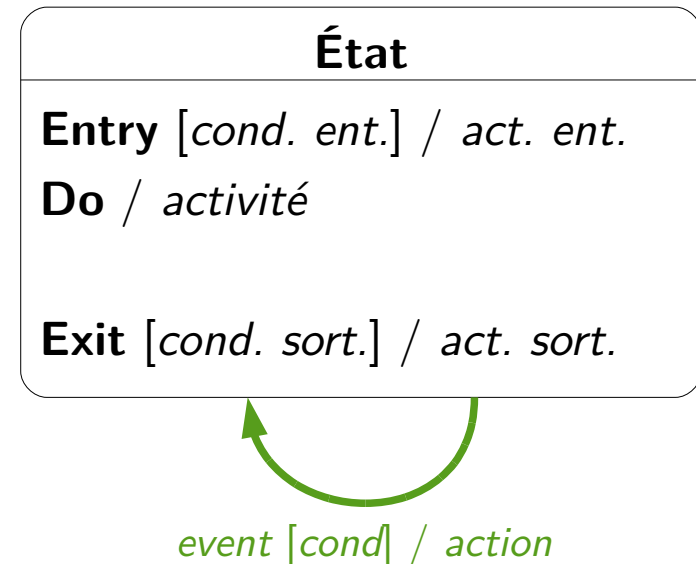 État
Entry [cond. ent.] / act. ent.
Do / activité
Exit [cond. sort.] / act. sort.
event [cond] / action